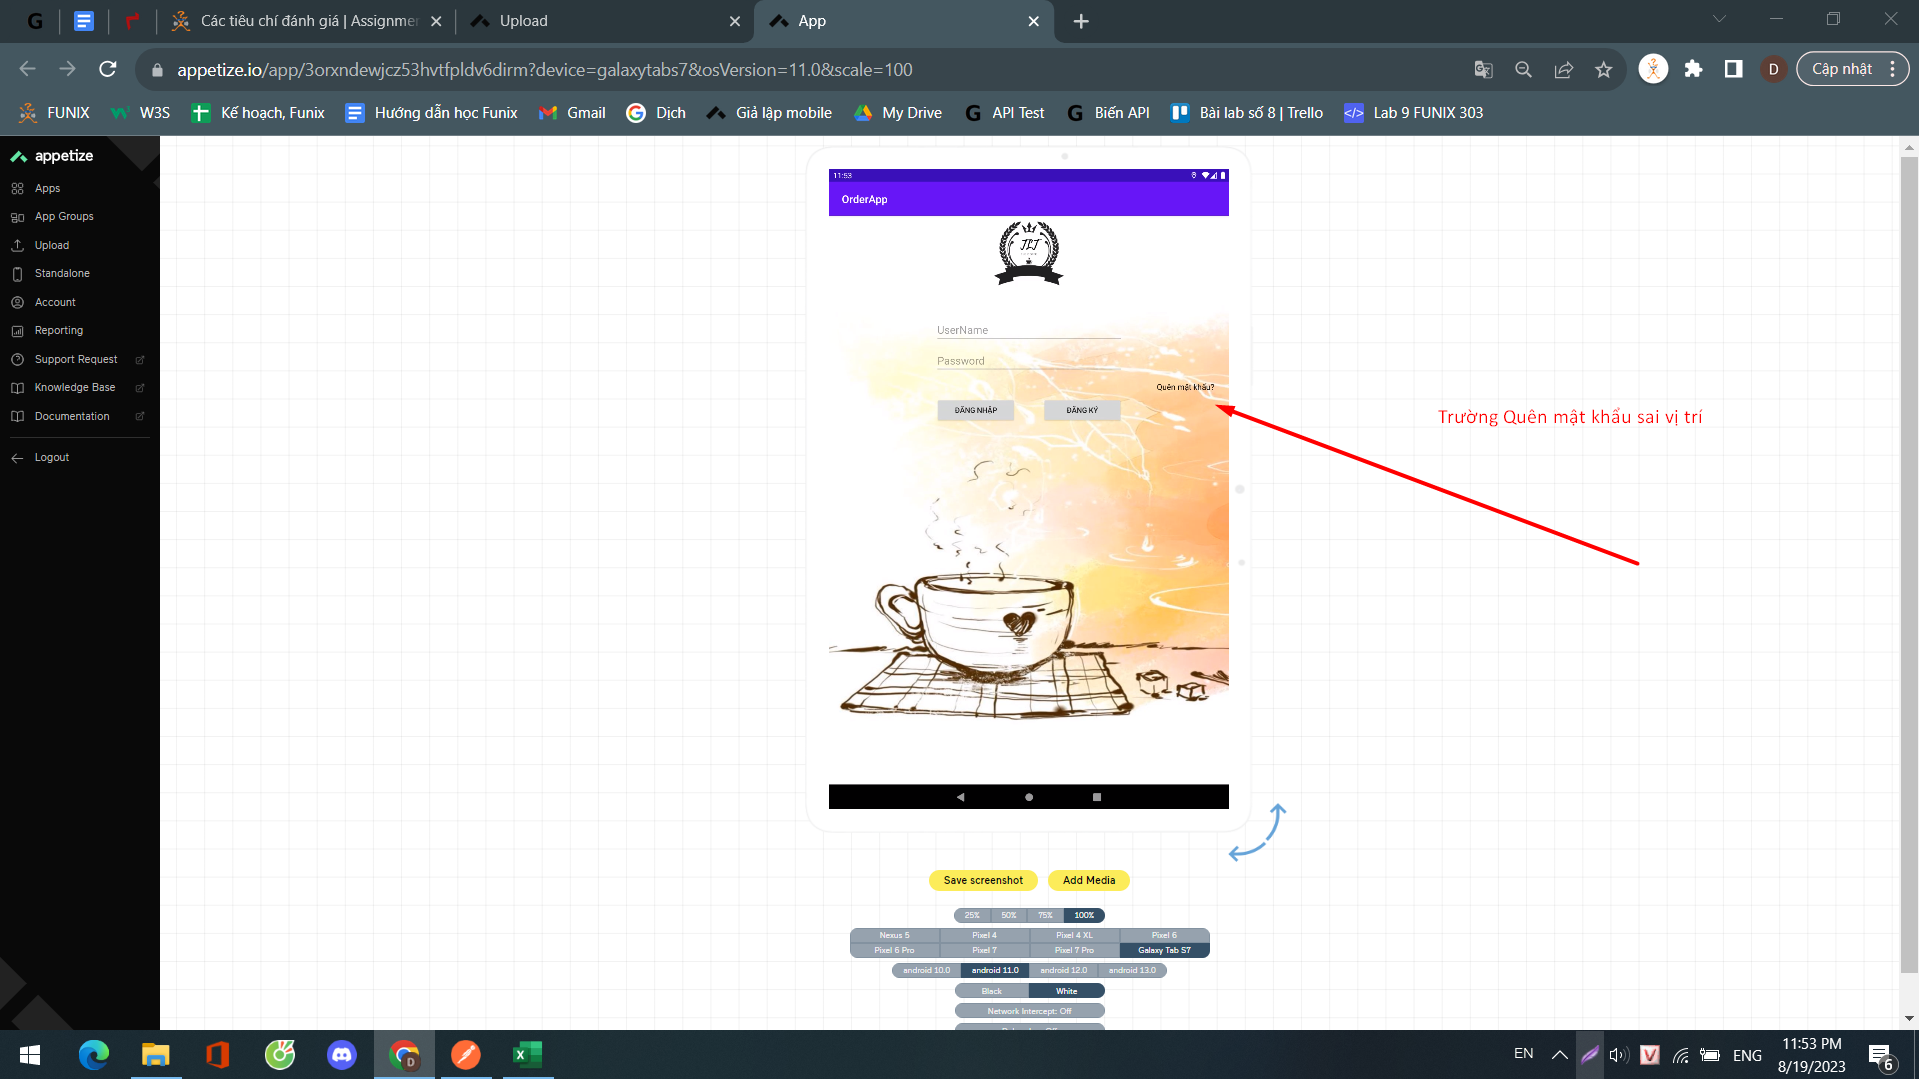 Các tiêu chí đánh giá | Assignmen
Upload
App
appetize.io/app/3orxndewjcz53hvtfpldv6dirm?device=galaxytabs7&osVersion=11.0&scale=100
D
Cập nhật
FUNIX
W3S
Kế hoạch, Funix
Hướng dẫn học Funix
Gmail
Dịch
Giả lập mobile
My Drive
API Test
Biến API
Bài lab số 8 | Trello
Lab 9 FUNIX 303
appetize
Apps
App Groups
Upload
Standalone
Account
Reporting
Support Request
Knowledge Base
Documentation
Logout
11:53
OrderApp
UserName
Password
Quên mật khẩu?
ĐĂNG NHẬP
ĐĂNG KÝ
Trường Quên mật khẩu sai vị trí
Save screenshot
Add Media
25% 50% 75% 100%
Nexus 5 Pixel 4 Pixel 4 XL Pixel 6
Pixel 6 Pro Pixel 7 Pixel 7 Pro Galaxy Tab S7
android 10.0 android 11.0 android 12.0 android 13.0
Black White
Network Intercept: Off
EN
ENG
11:53 PM
8/19/2023
6